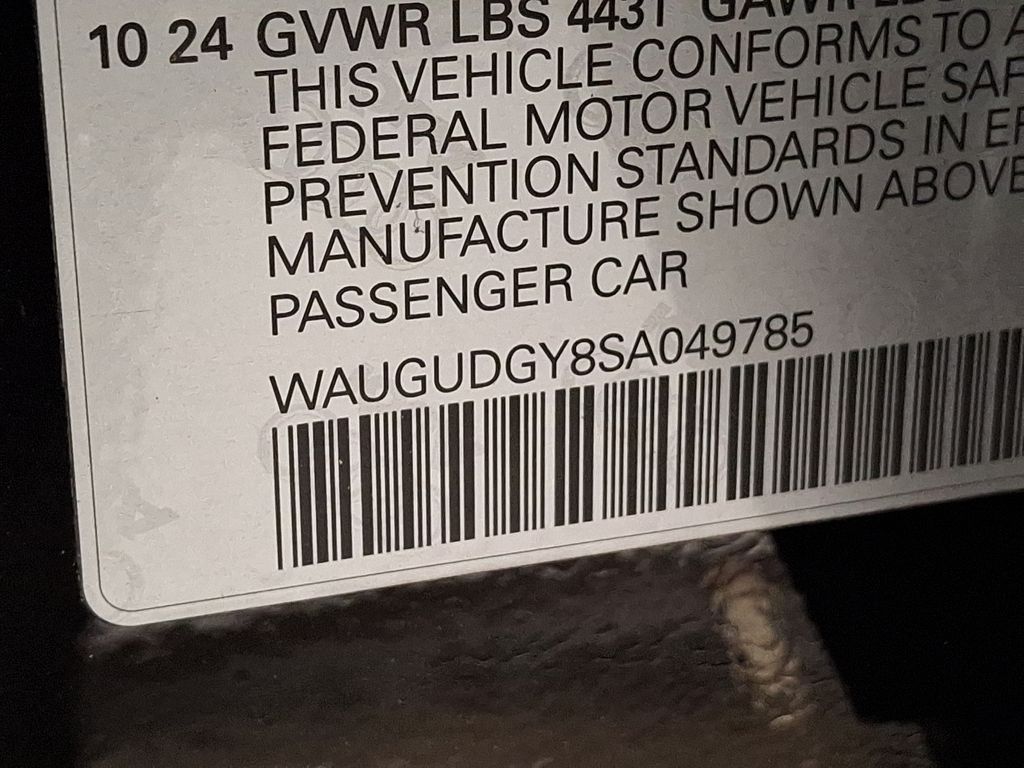 10 24 GVWR LBS 4431 GAWR
THIS VEHICLE CONFORMS TO
FEDERAL MOTOR VEHICLE
PREVENTION STANDARDS IN
MANUFACTURE SHOWN ABOVE
PASSENGER CAR
WAUGUDGY8SA049785